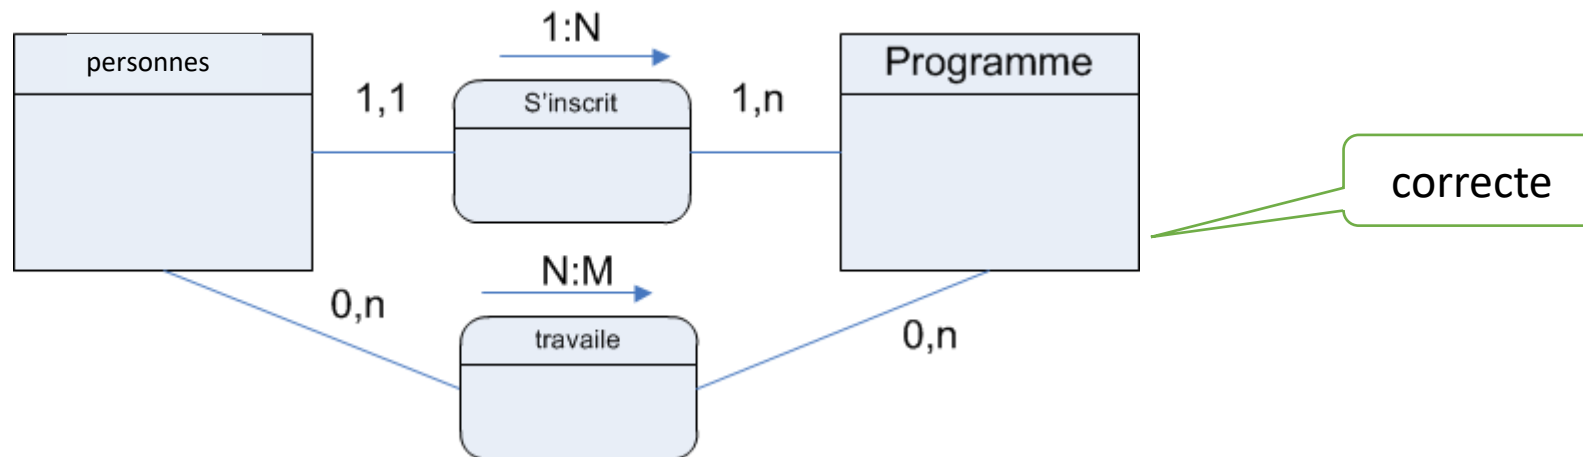 1:N
personnes
Programme
1,1
S'inscrit
1,n
correcte
N:M
0,n
travaile
0,n